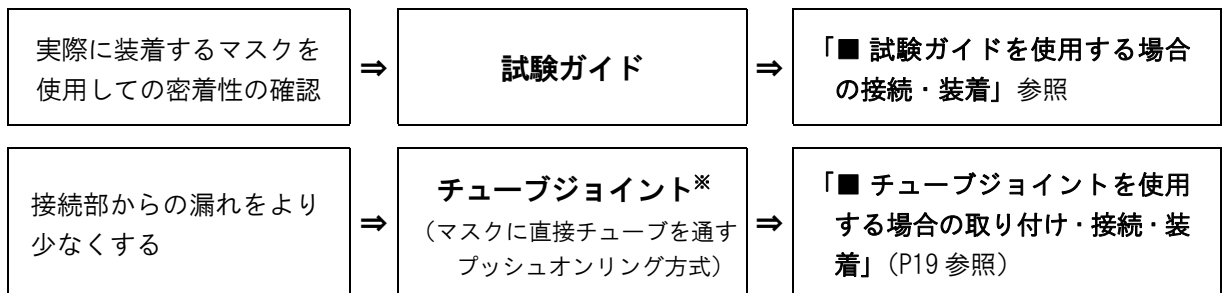 実際に装着するマスクを
使用しての密着性の確認
⇒
試験ガイド
⇒
「■ 試験ガイドを使用する場合
の接続・装着」参照
接続部からの漏れをより
少なくする
⇒
チューブジョイント※
（マスクに直接チューブを通す
プッシュオンリング方式）
⇒
「■ チューブジョイントを使用
する場合の取り付け・接続・装
着」（P19 参照）